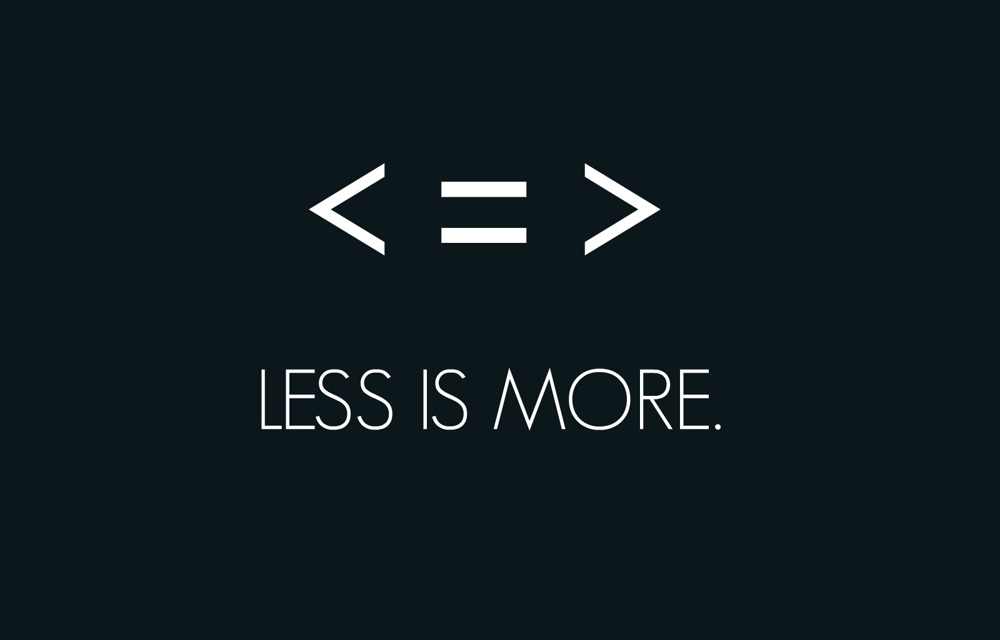 < = >
LESS IS MORE.